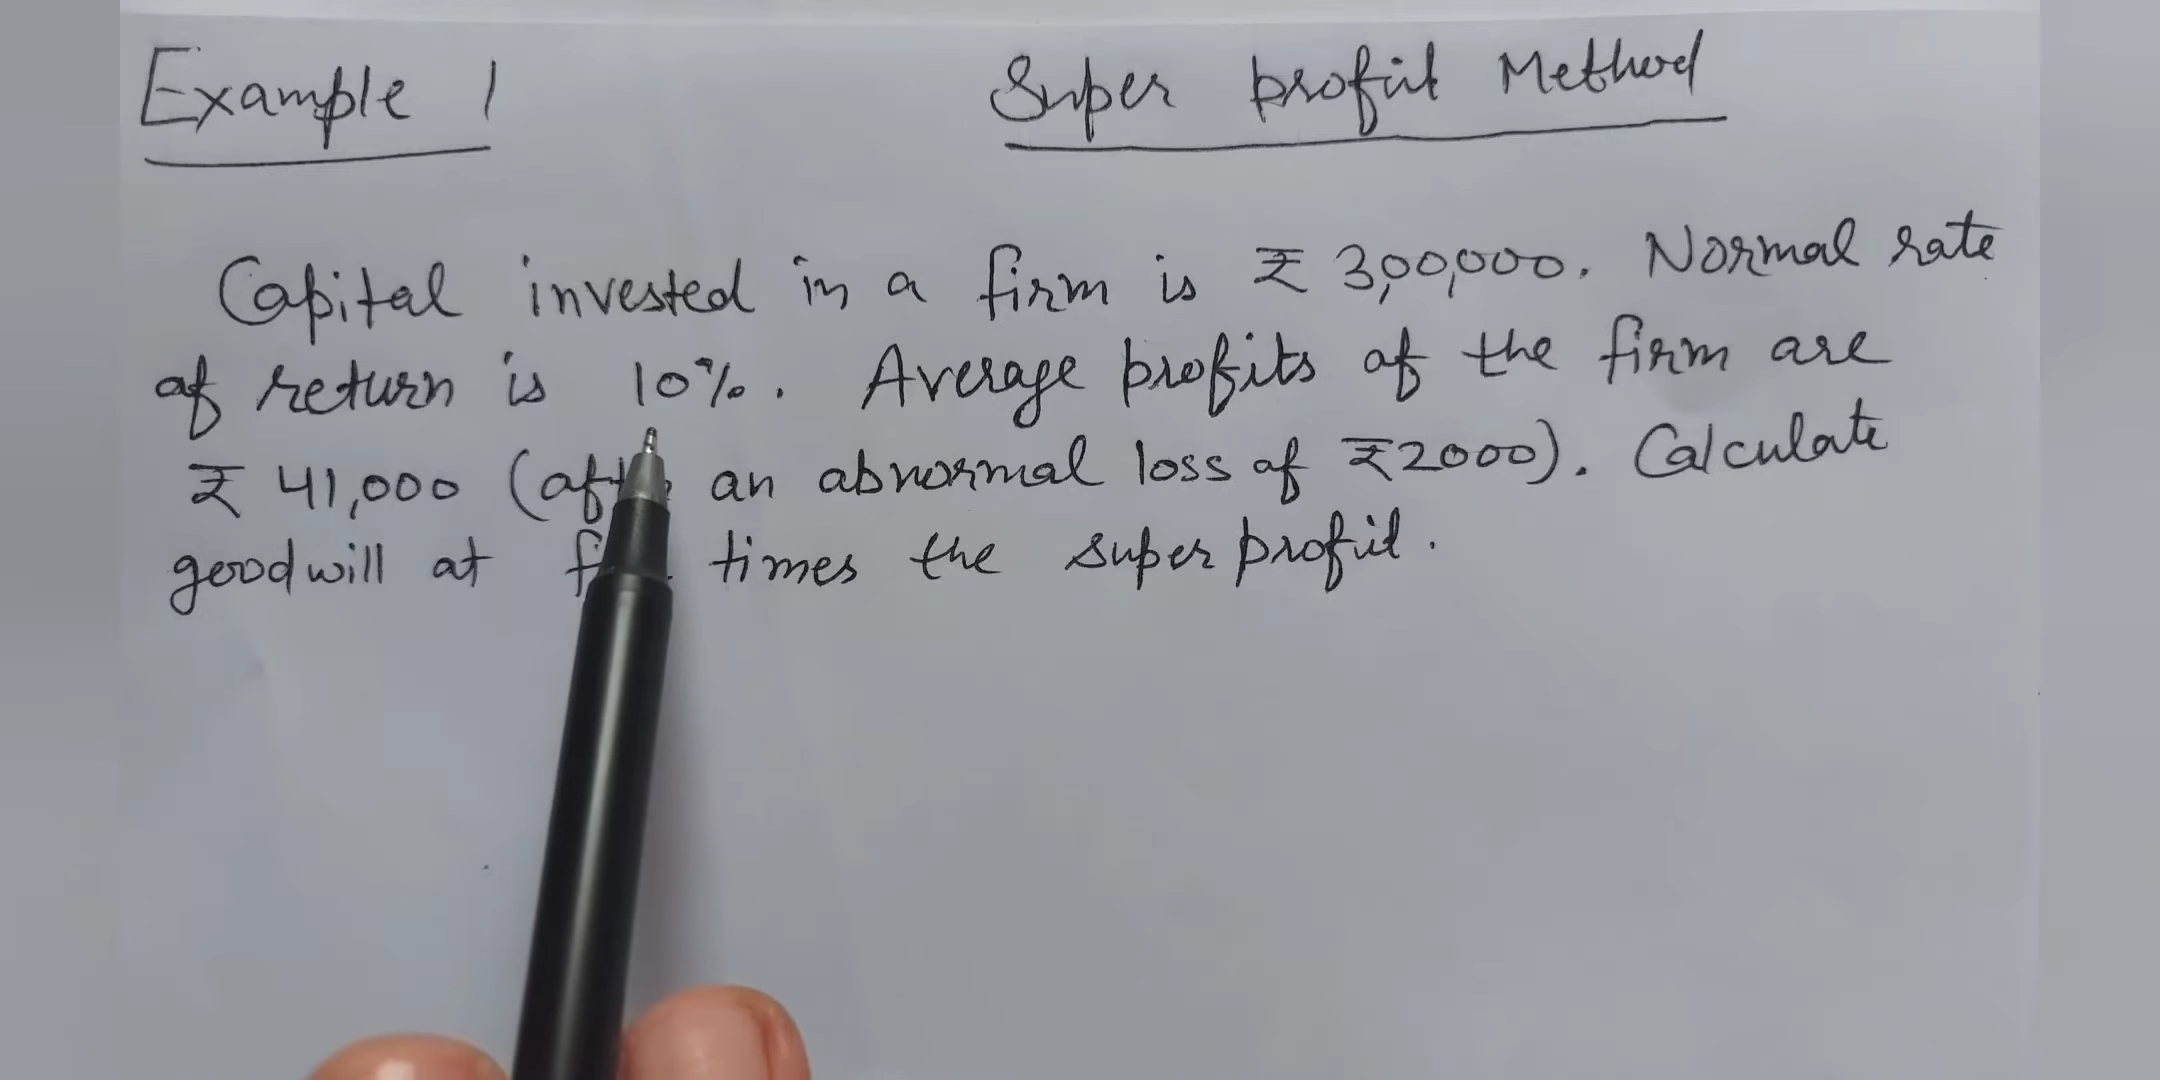 Example 1
Super profit Method
Capital invested in a firm is ₹ 3,00,000. Normal rate
of return is 10%. Average profits of the firm are
₹ 41,000 (after an abnormal loss of ₹2000). Calculate
goodwill at times the super profit.